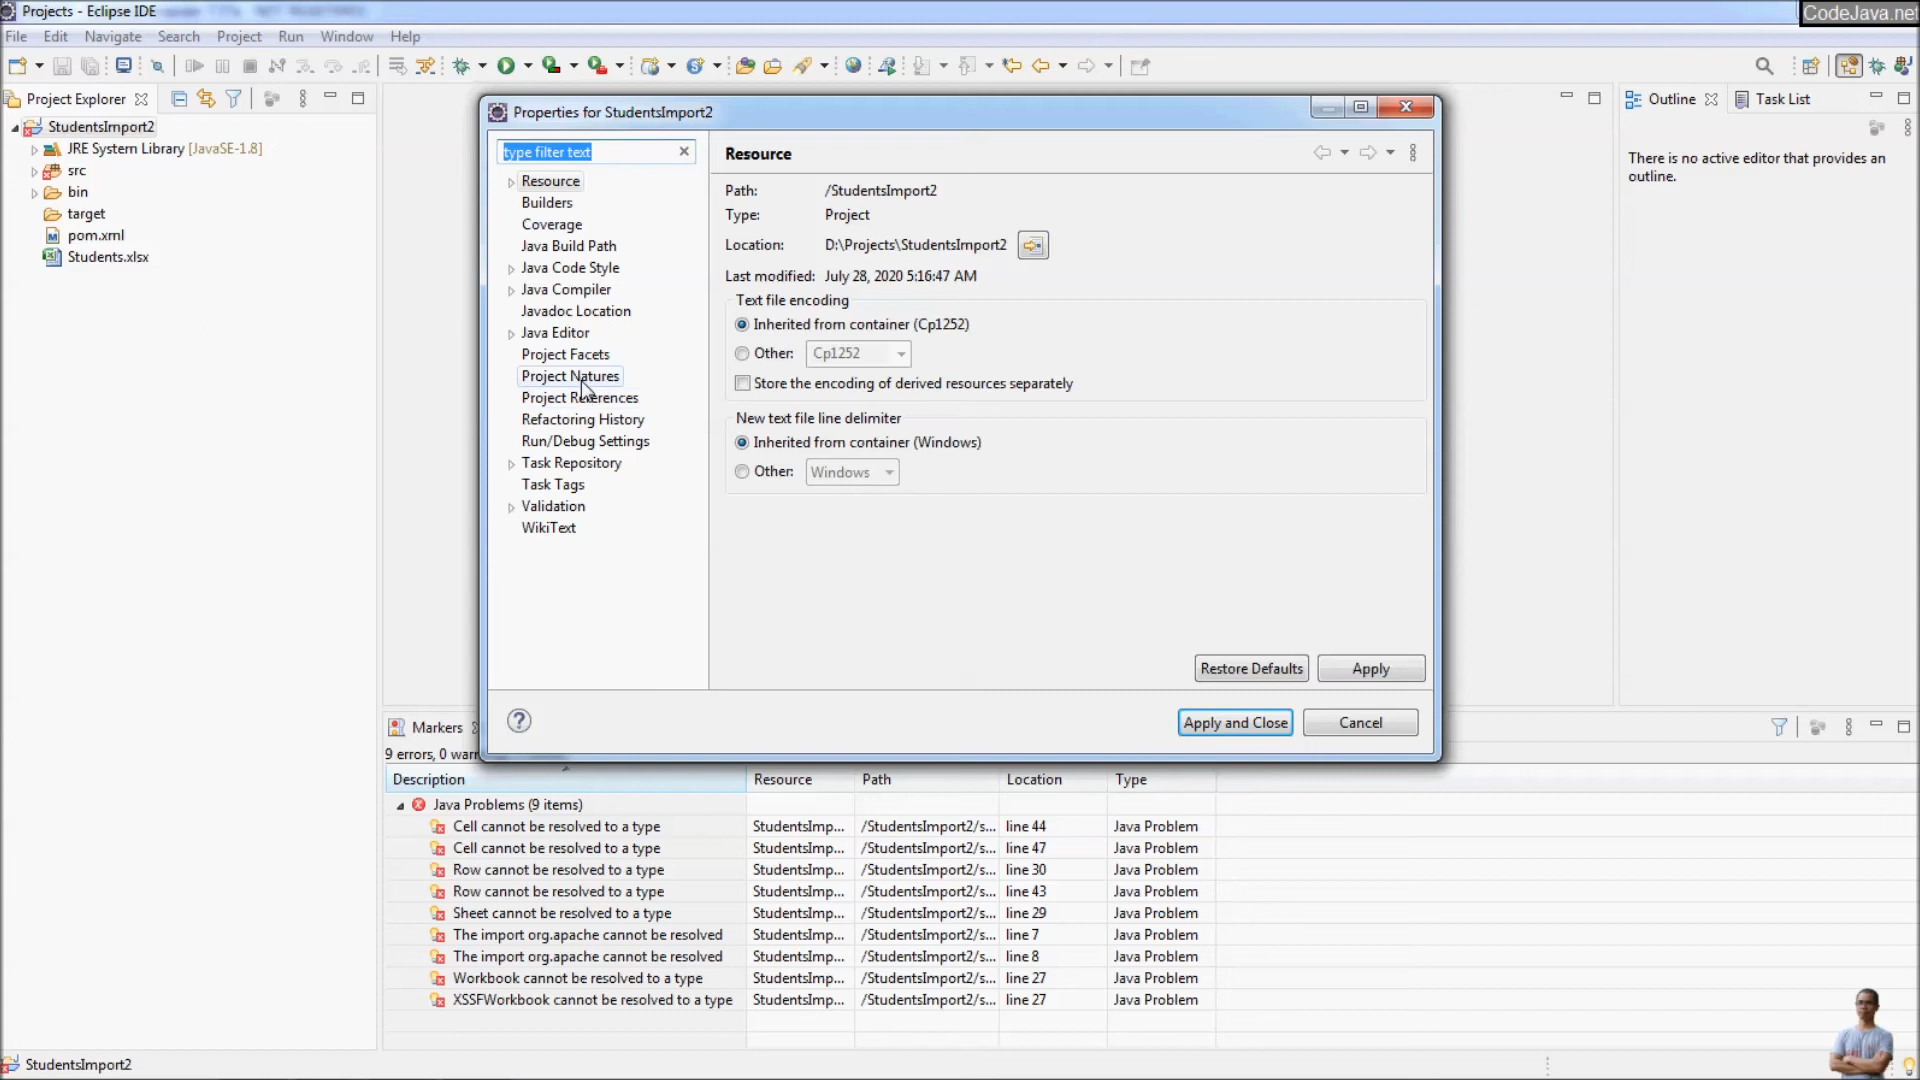 Projects - Eclipse IDE
CodeJava.net
File Edit Navigate Search Project Run Window Help
Project Explorer
StudentsImport2
JRE System Library [JavaSE-1.8]
src
bin
target
pom.xml
Students.xlsx
Properties for StudentsImport2
type filter text
Resource
Builders
Coverage
Java Build Path
Java Code Style
Java Compiler
Javadoc Location
Java Editor
Project Facets
Project Natures
Project References
Refactoring History
Run/Debug Settings
Task Repository
Task Tags
Validation
WikiText
Resource
Path: /StudentsImport2
Type: Project
Location: D:\Projects\StudentsImport2
Last modified: July 28, 2020 5:16:47 AM
Text file encoding
Inherited from container (Cp1252)
Other: Cp1252
Store the encoding of derived resources separately
New text file line delimiter
Inherited from container (Windows)
Other: Windows
Restore Defaults Apply
Apply and Close Cancel
Outline Task List
There is no active editor that provides an
outline.
Markers
9 errors, 0 warn
Description Resource Path Location Type
Java Problems (9 items)
Cell cannot be resolved to a type StudentsImp... /StudentsImport2/s... line 44 Java Problem
Cell cannot be resolved to a type StudentsImp... /StudentsImport2/s... line 47 Java Problem
Row cannot be resolved to a type StudentsImp... /StudentsImport2/s... line 30 Java Problem
Row cannot be resolved to a type StudentsImp... /StudentsImport2/s... line 43 Java Problem
Sheet cannot be resolved to a type StudentsImp... /StudentsImport2/s... line 29 Java Problem
The import org.apache cannot be resolved StudentsImp... /StudentsImport2/s... line 7 Java Problem
The import org.apache cannot be resolved StudentsImp... /StudentsImport2/s... line 8 Java Problem
Workbook cannot be resolved to a type StudentsImp... /StudentsImport2/s... line 27 Java Problem
XSSFWorkbook cannot be resolved to a type StudentsImp... /StudentsImport2/s... line 27 Java Problem
StudentsImport2